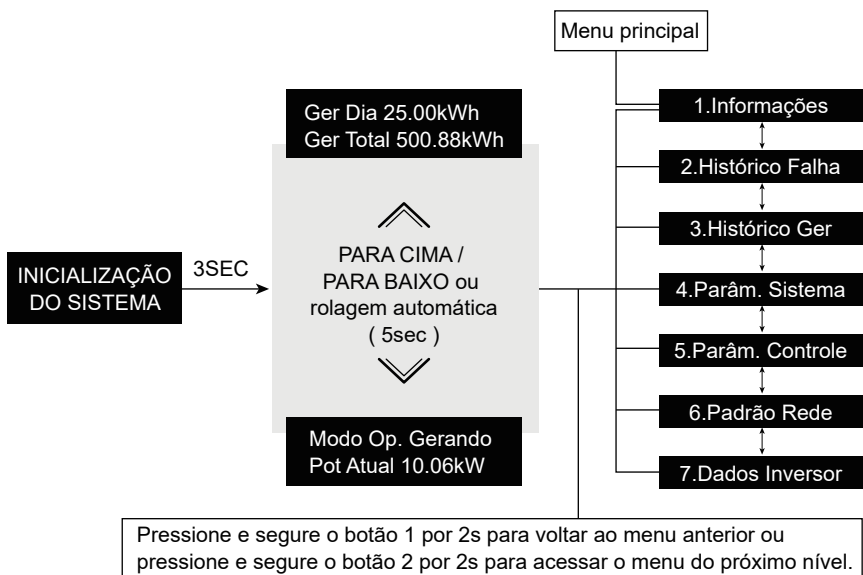 Menu principal
Ger Dia 25.00kWh
Ger Total 500.88kWh
1.Informações
2.Histórico Falha
3.Histórico Ger
4.Parâm. Sistema
5.Parâm. Controle
6.Padrão Rede
7.Dados Inversor
INICIALIZAÇÃO
DO SISTEMA
3SEC
PARA CIMA /
PARA BAIXO ou
rolagem automática
( 5sec )
Modo Op. Gerando
Pot Atual 10.06kW
Pressione e segure o botão 1 por 2s para voltar ao menu anterior ou
pressione e segure o botão 2 por 2s para acessar o menu do próximo nível.